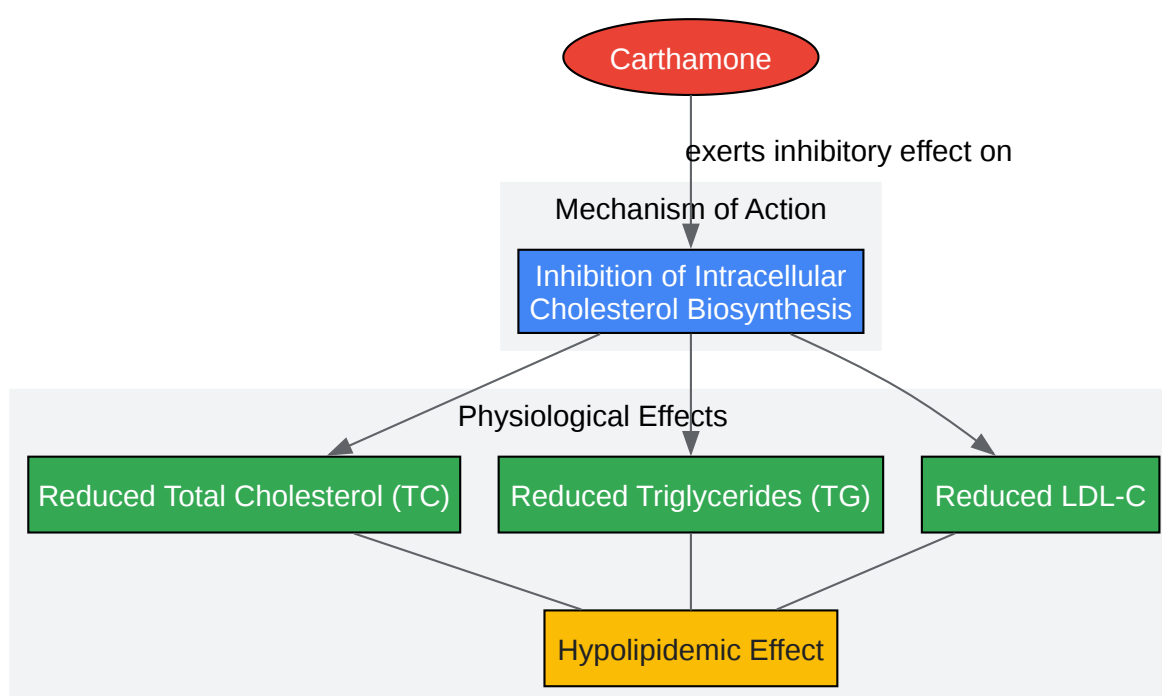 Carthamone
exerts inhibitory effect on
Mechanism of Action
Inhibition of Intracellular
Cholesterol Biosynthesis
Physiological Effects
Reduced Total Cholesterol (TC)
Reduced Triglycerides (TG)
Reduced LDL-C
Hypolipidemic Effect